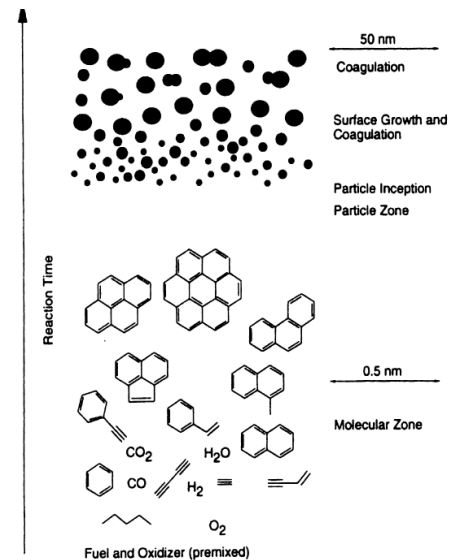 50 nm
Coagulation
Surface Growth and
Coagulation
Particle Inception
Particle Zone
Reaction Time
0.5 nm
Molecular Zone
CO2
H2O
CO
H2
O2
Fuel and Oxidizer (premixed)